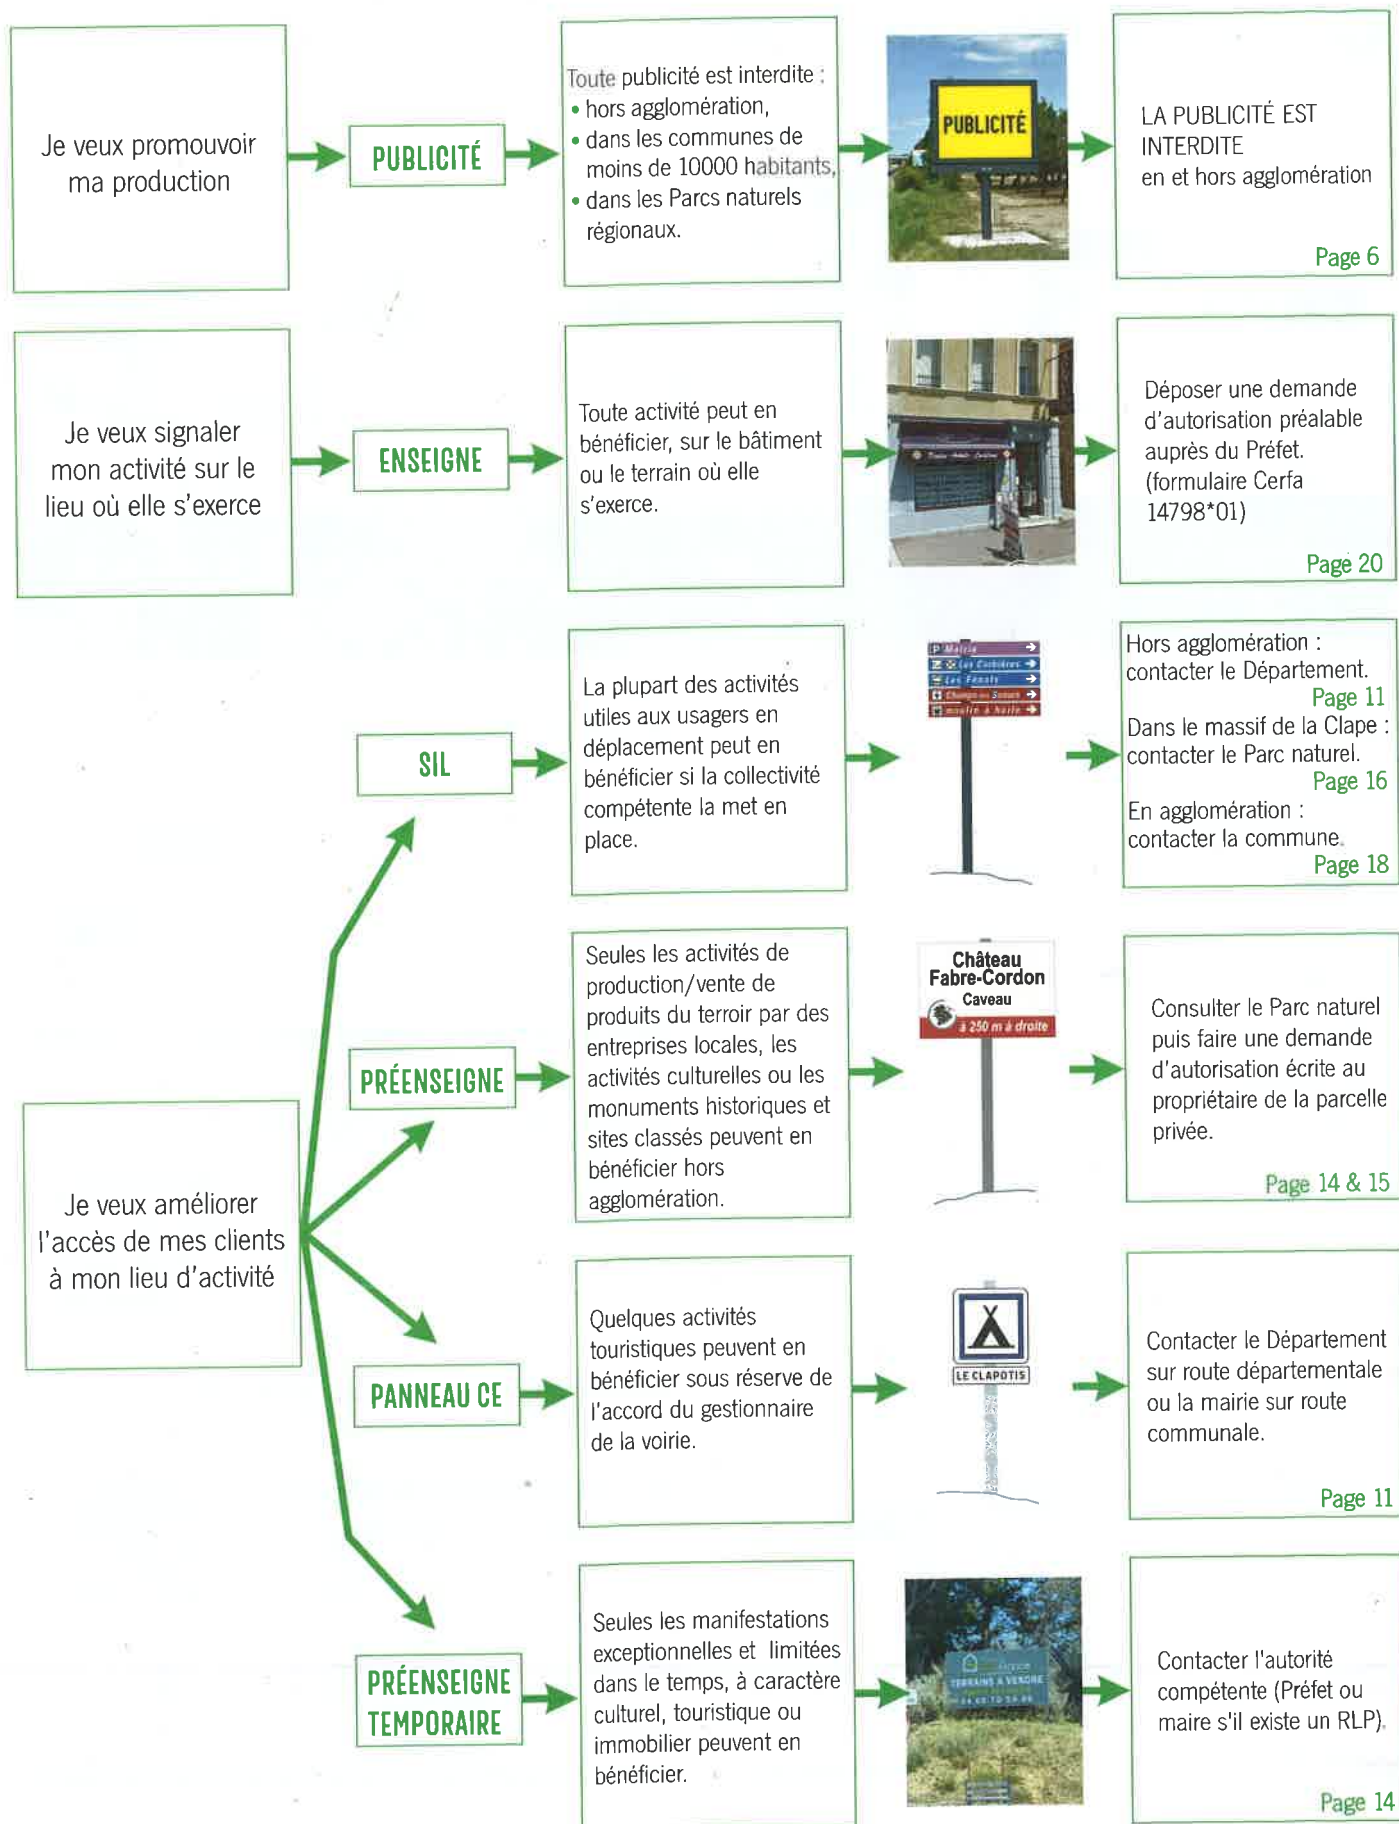 Je veux promouvoir
ma production
PUBLICITÉ
Toute publicité est interdite :
• hors agglomération,
• dans les communes de
moins de 10000 habitants,
• dans les Parcs naturels
régionaux.
PUBLICITÉ
LA PUBLICITÉ EST
INTERDITE
en et hors agglomération
Page 6
Je veux signaler
mon activité sur le
lieu où elle s'exerce
ENSEIGNE
Toute activité peut en
bénéficier, sur le bâtiment
ou le terrain où elle
s'exerce.
Déposer une demande
d'autorisation préalable
auprès du Préfet.
(formulaire Cerfa
14798*01)
Page 20
Je veux améliorer
l'accès de mes clients
à mon lieu d'activité
SIL
La plupart des activités
utiles aux usagers en
déplacement peut en
bénéficier si la collectivité
compétente la met en
place.
P Mairie
Les Corbières
Les Fenals
Champ des Soeurs
moulin à huile
Hors agglomération :
contacter le Département.
Page 11
Dans le massif de la Clape :
contacter le Parc naturel.
Page 16
En agglomération :
contacter la commune.
Page 18
PRÉENSEIGNE
Seules les activités de
production/vente de
produits du terroir par des
entreprises locales, les
activités culturelles ou les
monuments historiques et
sites classés peuvent en
bénéficier hors
agglomération.
Château
Fabre-Cordon
Caveau
à 250 m à droite
Consulter le Parc naturel
puis faire une demande
d'autorisation écrite au
propriétaire de la parcelle
privée.
Page 14 & 15
PANNEAU CE
Quelques activités
touristiques peuvent en
bénéficier sous réserve de
l'accord du gestionnaire
de la voirie.
LE CLAPOTIS
Contacter le Département
sur route départementale
ou la mairie sur route
communale.
Page 11
PRÉENSEIGNE
TEMPORAIRE
Seules les manifestations
exceptionnelles et limitées
dans le temps, à caractère
culturel, touristique ou
immobilier peuvent en
bénéficier.
TERRAINS A VENDRE
Contacter l'autorité
compétente (Préfet ou
maire s'il existe un RLP).
Page 14